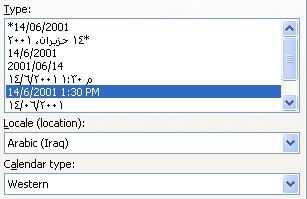 Type:
*14/06/2001
*١٤ حزيران، ٢٠٠١
14/6/2001
2001/06/14
١٤/٦/٢٠٠١ ١:٣٠ م
14/6/2001 1:30 PM
١٤/٠٦/٢٠٠١
Locale (location):
Arabic (Iraq)
Calendar type:
Western